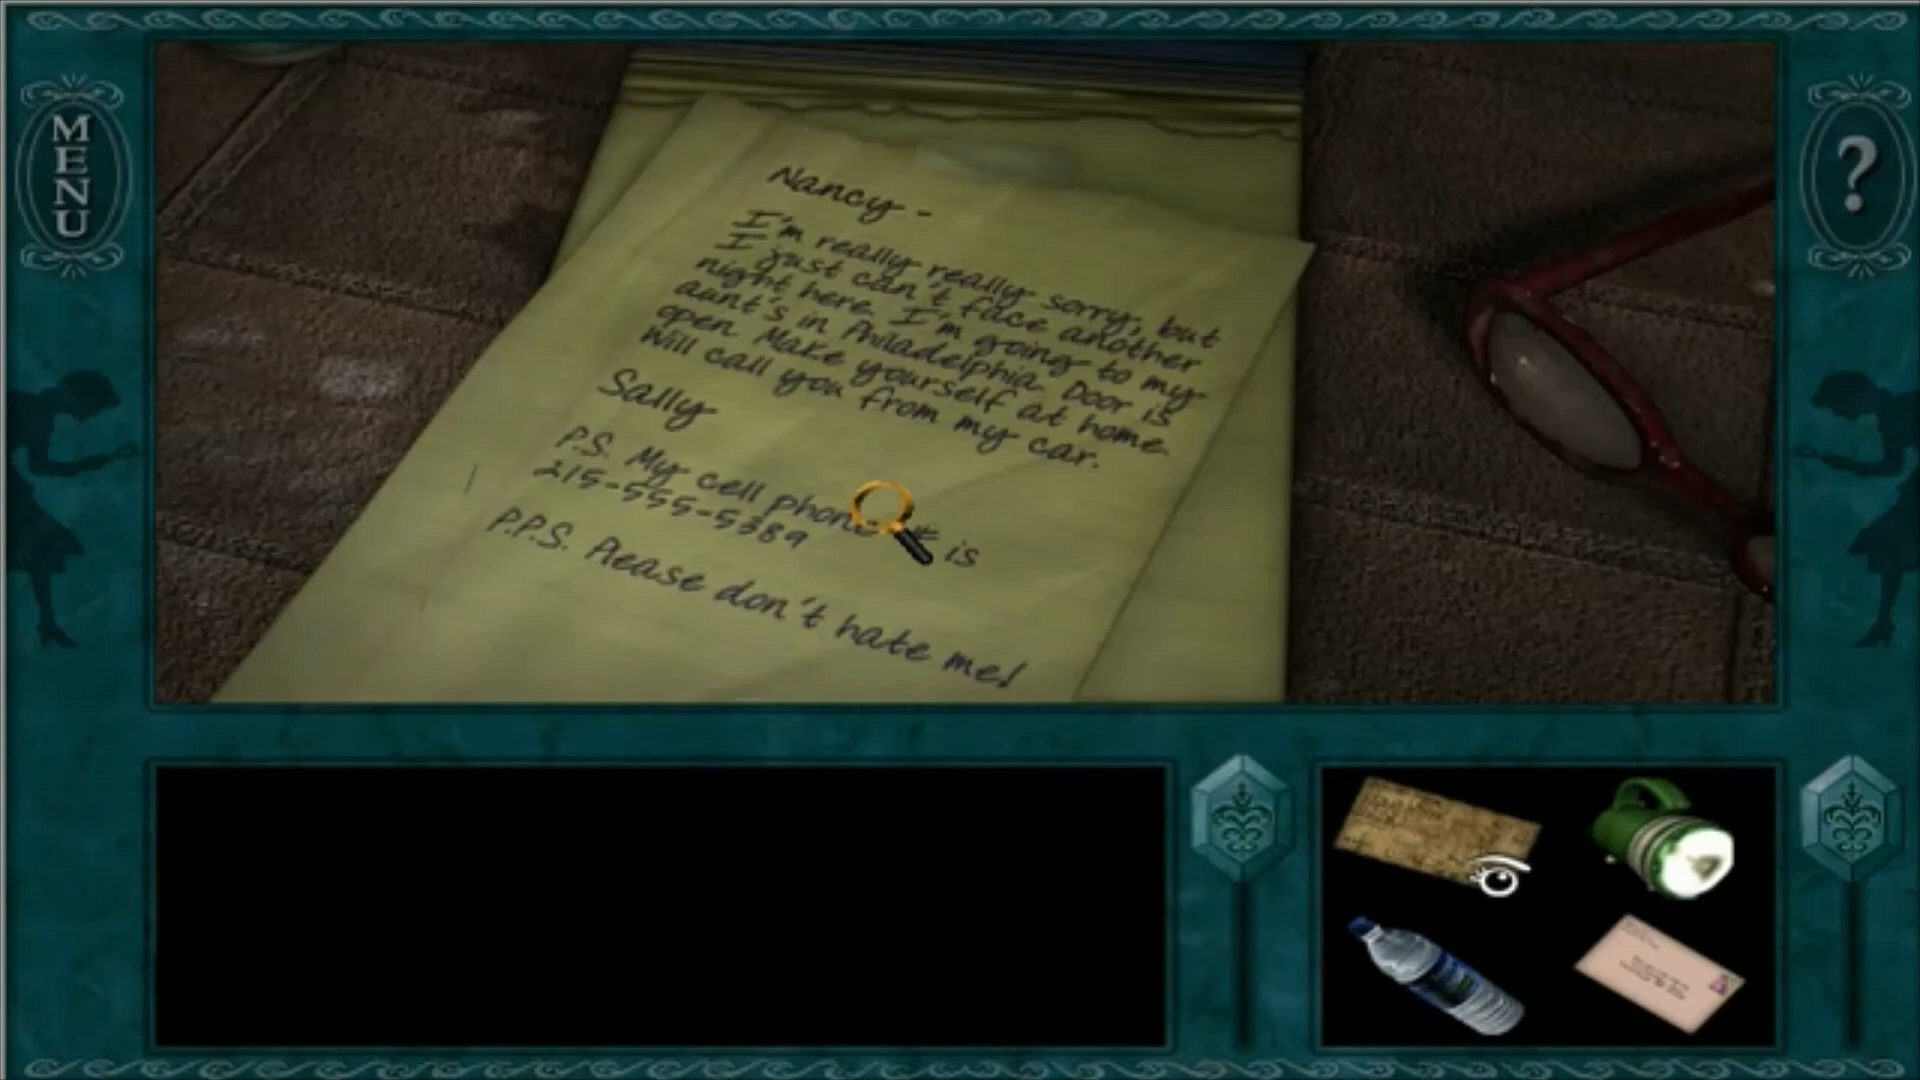 MENU
?
Nancy -
I'm really really sorry, but
I just can't face another
night here. I'm going to my
aunt's in Philadelphia. Door is
open. Make yourself at home.
Will call you from my car.
Sally
P.S. My cell phone # is
215-555-5389
P.P.S. Please don't hate me!